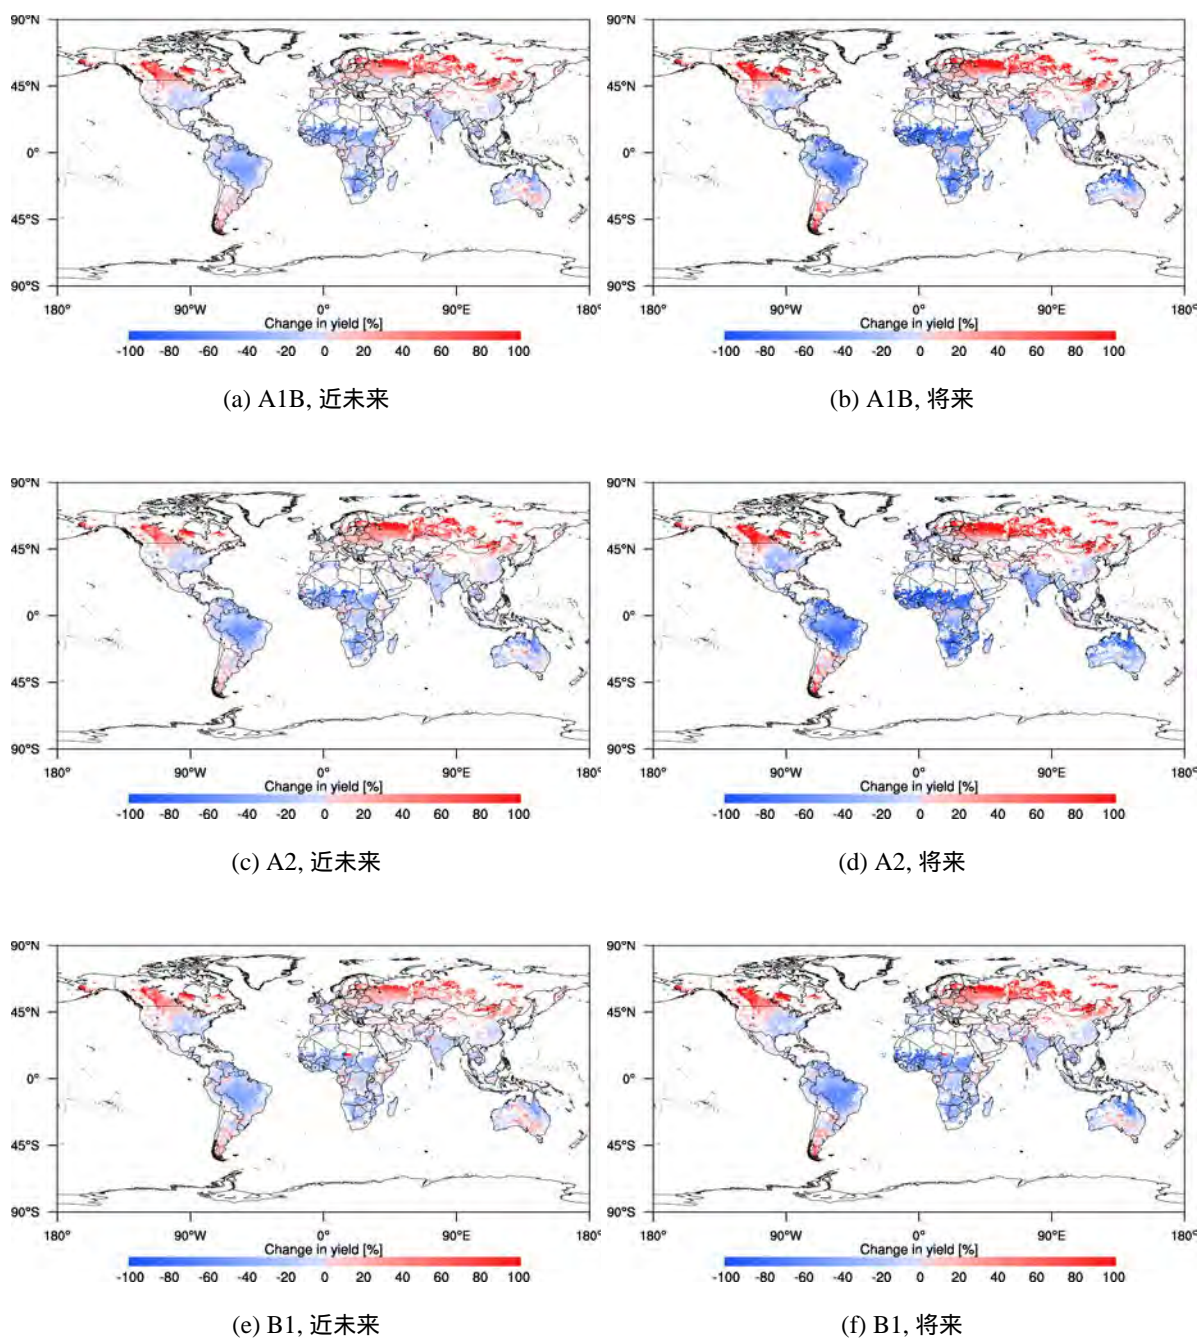 90°N 90°N
45°N 45°N
0° 0°
45°S 45°S
90°S 90°S
180° 90°W 0° 90°E 180° 180° 90°W 0° 90°E 180°
Change in yield [%] Change in yield [%]
-100 -80 -60 -40 -20 0 20 40 60 80 100 -100 -80 -60 -40 -20 0 20 40 60 80 100
(a) A1B, 近未来 (b) A1B, 将来
90°N 90°N
45°N 45°N
0° 0°
45°S 45°S
90°S 90°S
180° 90°W 0° 90°E 180° 180° 90°W 0° 90°E 180°
Change in yield [%] Change in yield [%]
-100 -80 -60 -40 -20 0 20 40 60 80 100 -100 -80 -60 -40 -20 0 20 40 60 80 100
(c) A2, 近未来 (d) A2, 将来
90°N 90°N
45°N 45°N
0° 0°
45°S 45°S
90°S 90°S
180° 90°W 0° 90°E 180° 180° 90°W 0° 90°E 180°
Change in yield [%] Change in yield [%]
-100 -80 -60 -40 -20 0 20 40 60 80 100 -100 -80 -60 -40 -20 0 20 40 60 80 100
(e) B1, 近未来 (f) B1, 将来